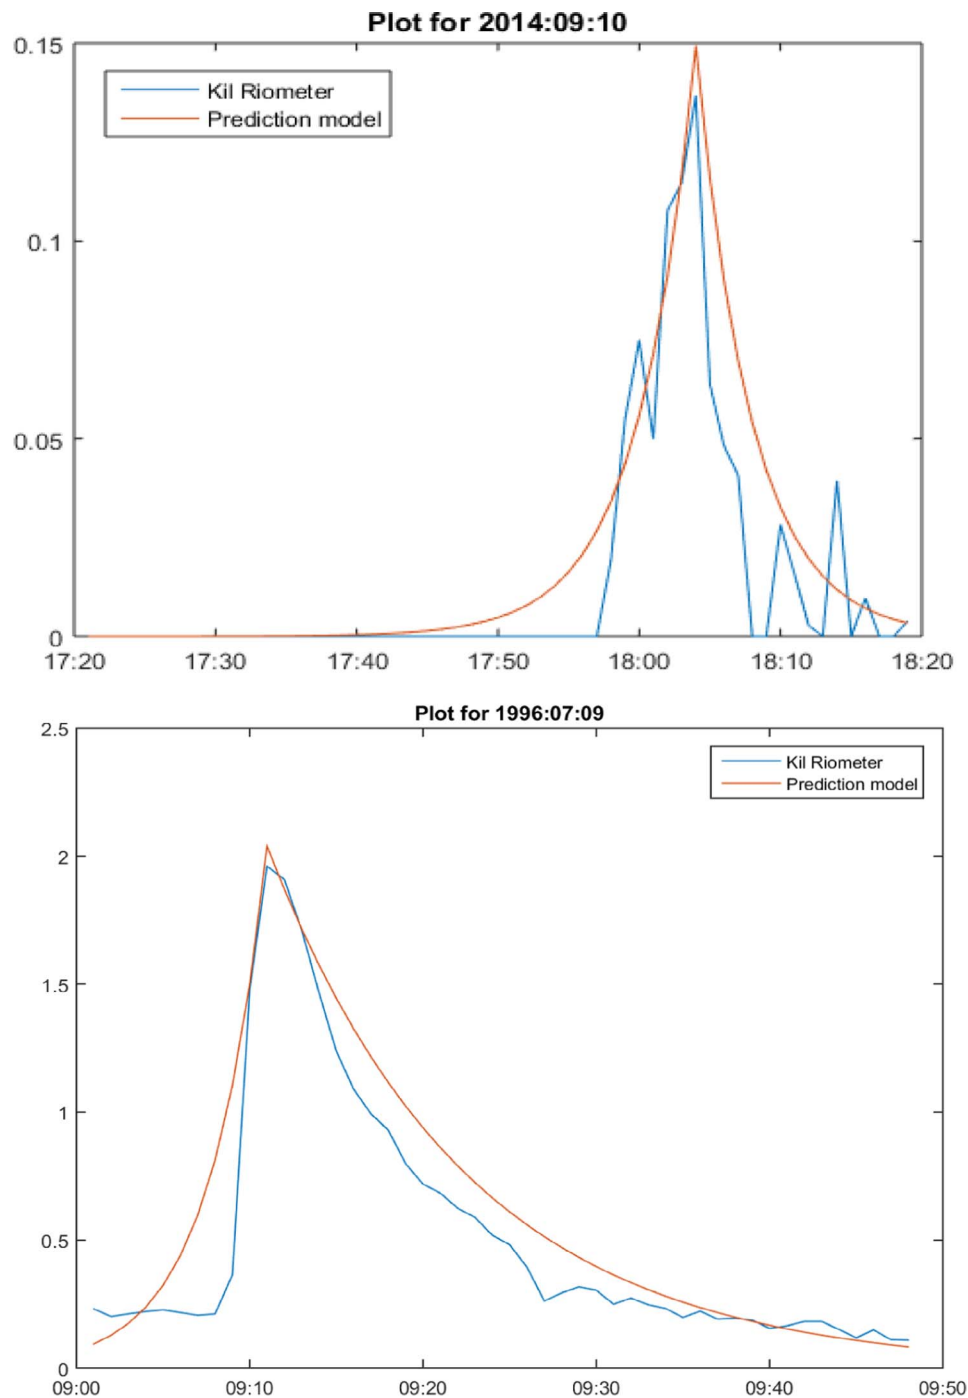 Plot for 2014:09:10
0.15
Kil Riometer
Prediction model
0.1
0.05
0
17:20 17:30 17:40 17:50 18:00 18:10 18:20
Plot for 1996:07:09
2.5
Kil Riometer
Prediction model
2
1.5
1
0.5
0
09:00 09:10 09:20 09:30 09:40 09:50